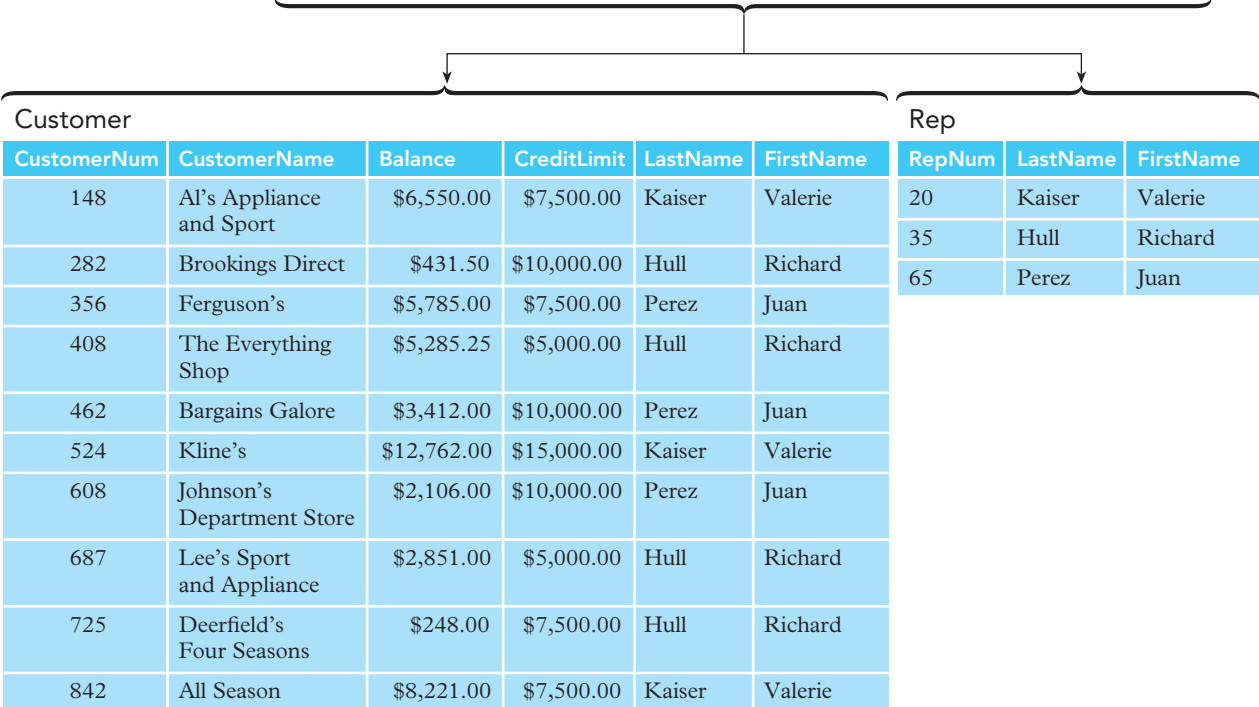 Customer
CustomerNum CustomerName Balance CreditLimit LastName FirstName
148 Al's Appliance $6,550.00 $7,500.00 Kaiser Valerie
and Sport
282 Brookings Direct $431.50 $10,000.00 Hull Richard
356 Ferguson's $5,785.00 $7,500.00 Perez Juan
408 The Everything $5,285.25 $5,000.00 Hull Richard
Shop
462 Bargains Galore $3,412.00 $10,000.00 Perez Juan
524 Kline's $12,762.00 $15,000.00 Kaiser Valerie
608 Johnson's $2,106.00 $10,000.00 Perez Juan
Department Store
687 Lee's Sport $2,851.00 $5,000.00 Hull Richard
and Appliance
725 Deerfield's $248.00 $7,500.00 Hull Richard
Four Seasons
842 All Season $8,221.00 $7,500.00 Kaiser Valerie
Rep
RepNum LastName FirstName
20 Kaiser Valerie
35 Hull Richard
65 Perez Juan